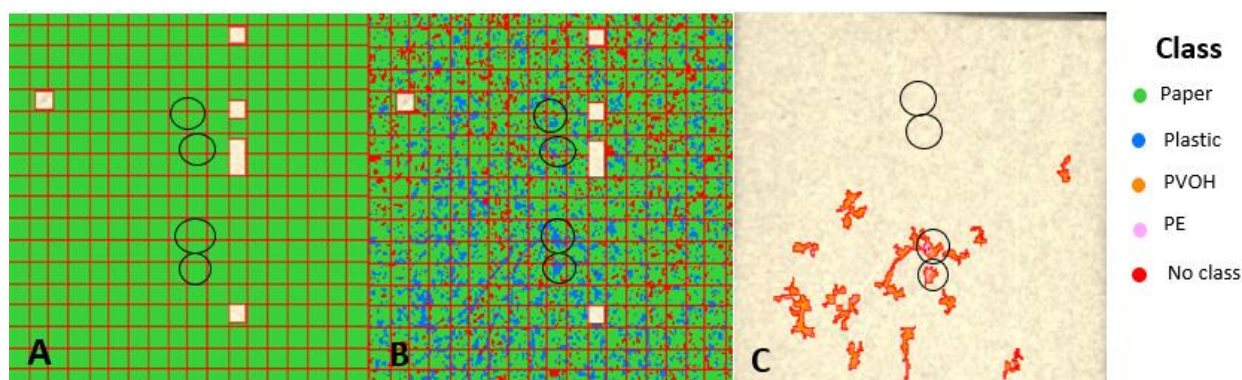 A
B
C
Class
Paper
Plastic
PVOH
PE
No class